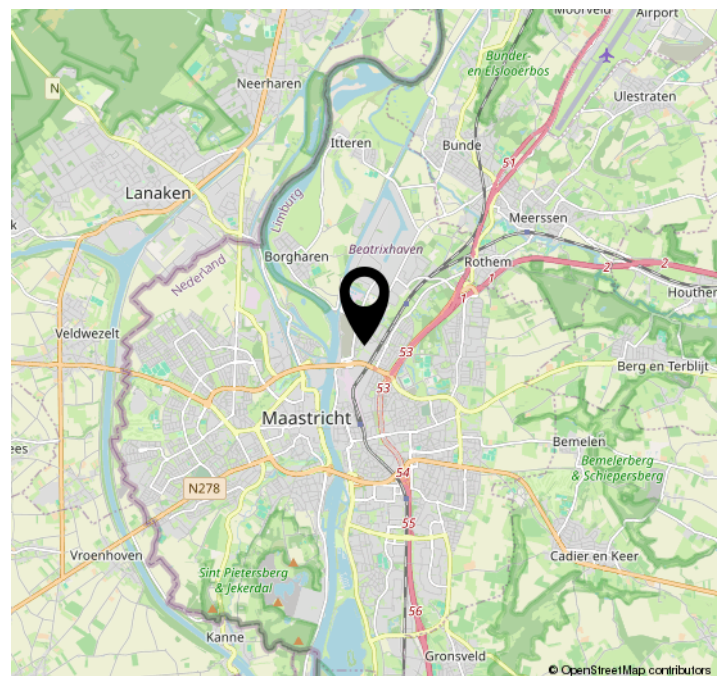 Moorveld
Airport
Bunder-
en Elslooerbos
Neerharen
N
Ulestraten
51
Itteren
Bunde
Lanaken
Limburg
Meerssen
k
Beatrixhaven
Borgharen
Rothem
2
2
Nederland
1
1
Houthem
Veldwezelt
53
Berg en Terblijt
53
Maastricht
Bemelen
ees
54
Bemelerberg
& Schiepersberg
N278
55
Vroenhoven
Cadier en Keer
Sint Pietersberg
& Jekerdal
56
Kanne
Gronsveld
© OpenStreetMap contributors